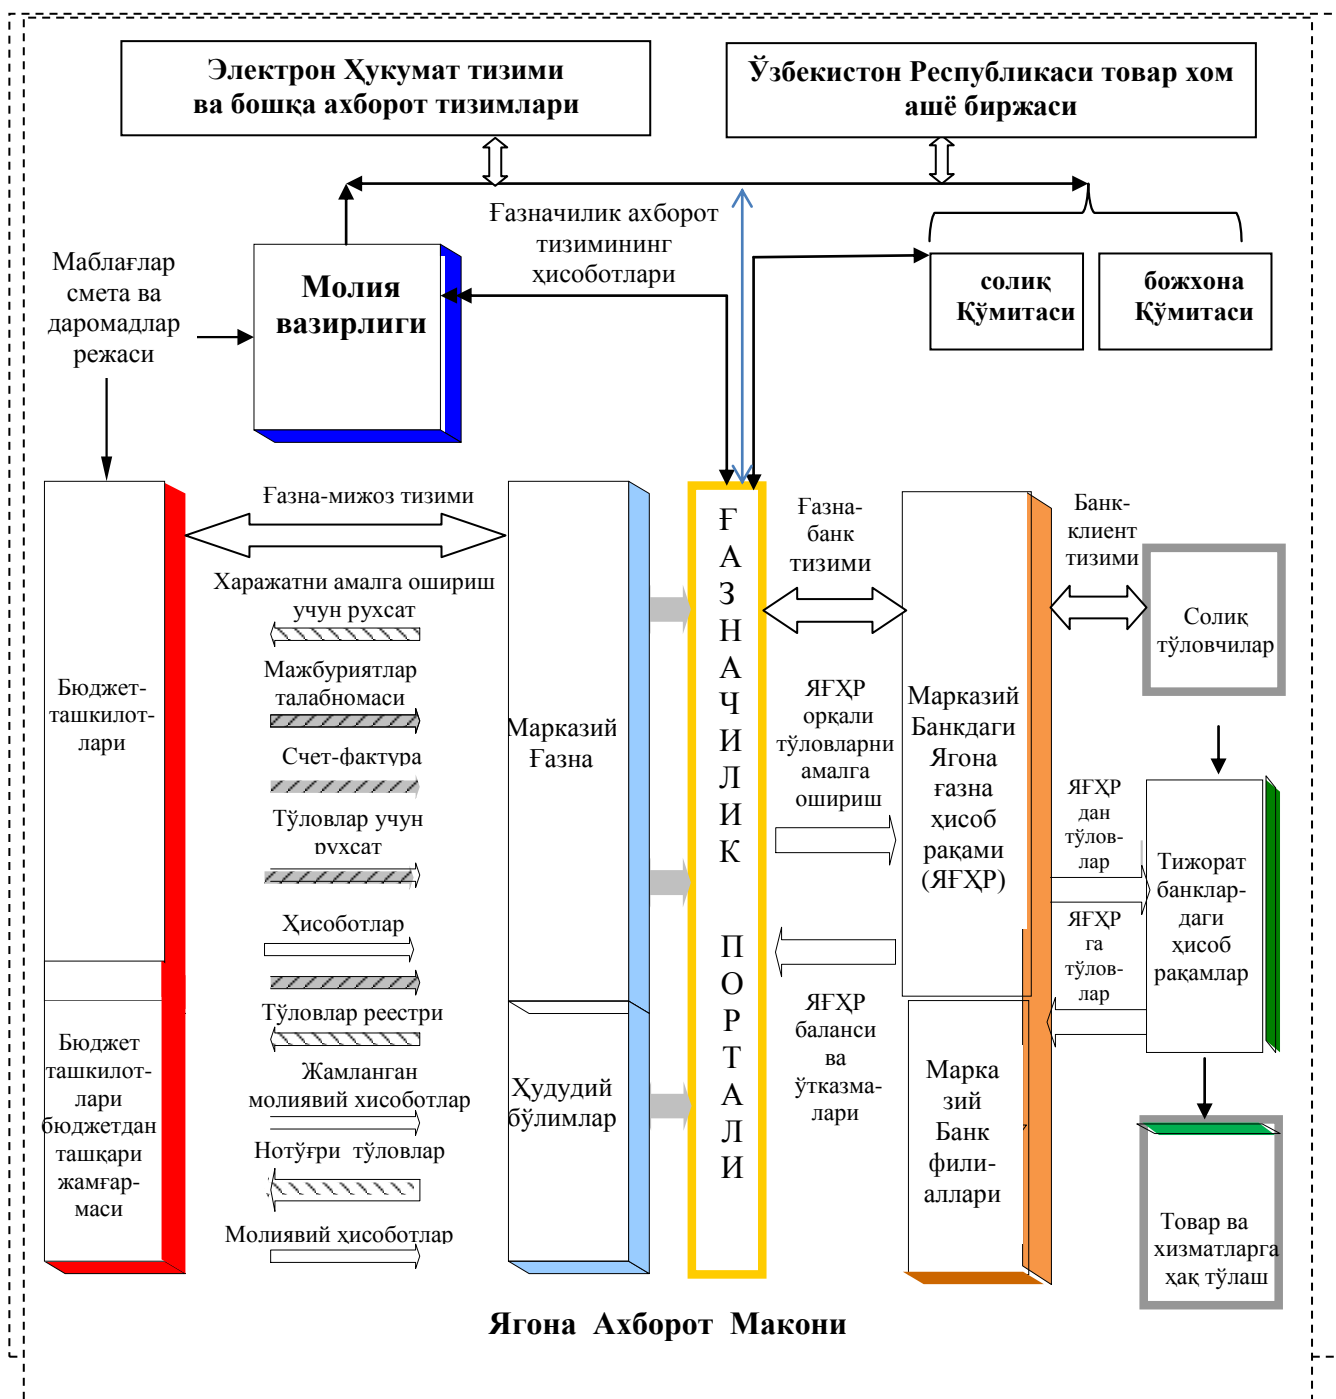 Электрон Ҳукумат тизими
ва бошқа ахборот тизимлари
Ўзбекистон Республикаси товар хом
ашё биржаси
Ғазначилик ахборот
тизимининг
ҳисоботлари
Маблағлар
смета ва
даромадлар
режаси
Молия
вазирлиги
солиқ
Қўмитаси
божхона
Қўмитаси
Ғазна-мижоз тизими
Харажатни амалга ошириш
учун рухсат
Мажбуриятлар
талабномаси
Счет-фактура
Тўловлар учун
рухсат
Ҳисоботлар
Тўловлар реестри
Жамланган
молиявий хисоботлар
Нотўғри тўловлар
Молиявий ҳисоботлар
Бюджет-
ташкилот-
лари
Бюджет
ташкилот-
лари
бюджетдан
ташқари
жамғар-
маси
Марказий
Ғазна
Ҳудудий
бўлимлар
Ғ
А
З
Н
А
Ч
И
Л
И
К
П
О
Р
Т
А
Л
И
Ғазна-
банк
тизими
ЯҒҲР
орқали
тўловларни
амалга
ошириш
ЯҒҲР
баланси
ва
ўтказма-
лари
Марказий
Банкдаги
Ягона
ғазна
ҳисоб
рақами
(ЯҒҲР)
Марка
зий
Банк
фили-
аллари
Банк-
клиент
тизими
Солиқ
тўловчилар
ЯҒҲР
дан
тўлов-
лар
ЯҒҲР
га
тўлов-
лар
Тижорат
банклар-
даги
ҳисоб
рақамлар
Товар ва
хизматларга
ҳақ тўлаш
Ягона Ахборот Макони